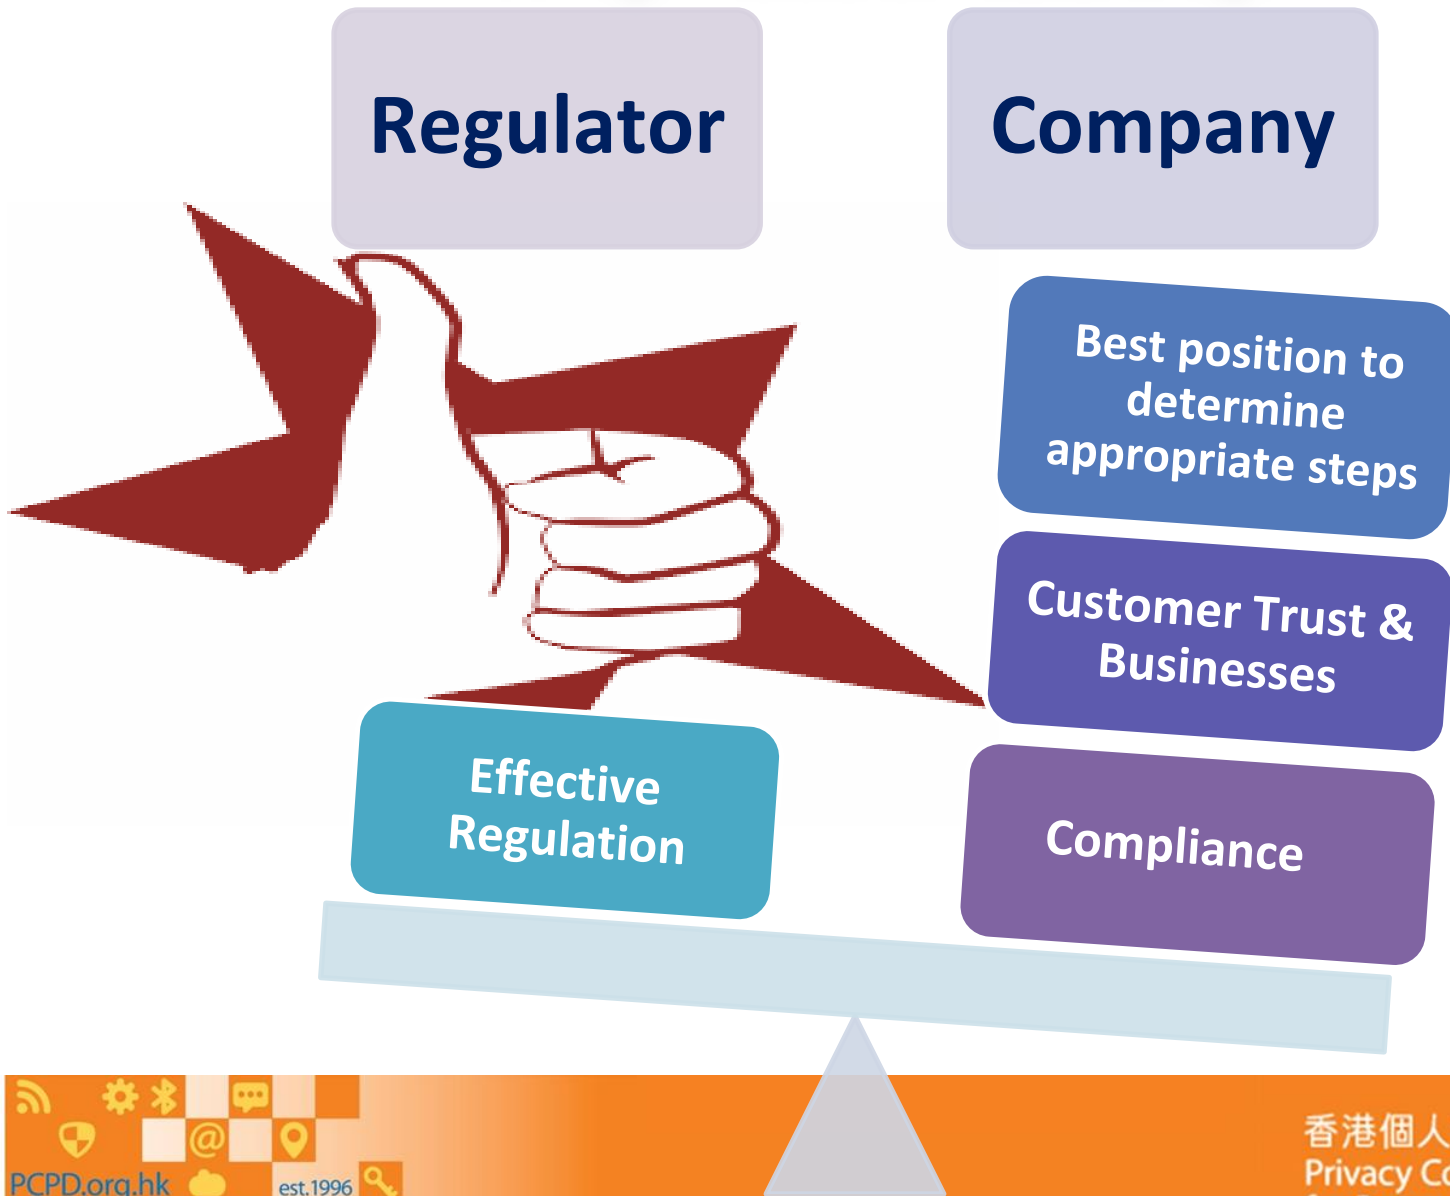 Regulator
Company
Best position to
determine
appropriate steps
Customer Trust &
Businesses
Effective
Regulation
Compliance
@
PCPD.org.hk
est.1996
香港個人
Privacy Co